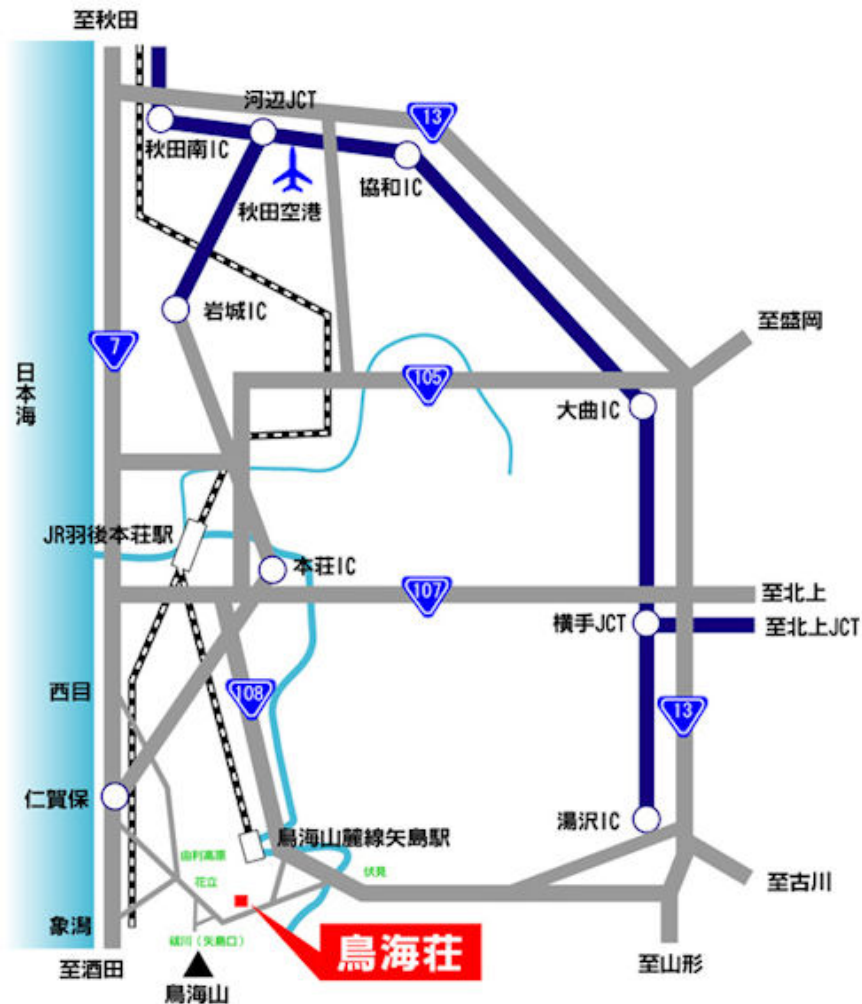 至秋田
河辺JCT
13
秋田南IC
協和IC
秋田空港
岩城IC
至盛岡
7
日本海
105
大曲IC
JR羽後本荘駅
本荘IC
107
至北上
横手JCT
至北上JCT
西目
108
13
仁賀保
湯沢IC
鳥海山麓線矢島駅
由利高原
伏見
花立
至古川
象潟
祓川（矢島口）
鳥海荘
至酒田
至山形
鳥海山